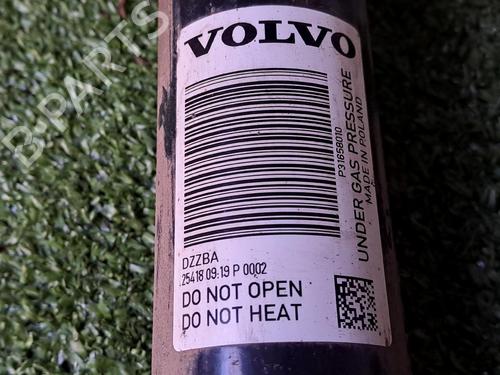 VOLVO
P31658010
UNDER GAS PRESSURE
MADE IN POLAND
DZZBA
25418 09:19 P 0002
DO NOT OPEN
DO NOT HEAT
B-PARTS